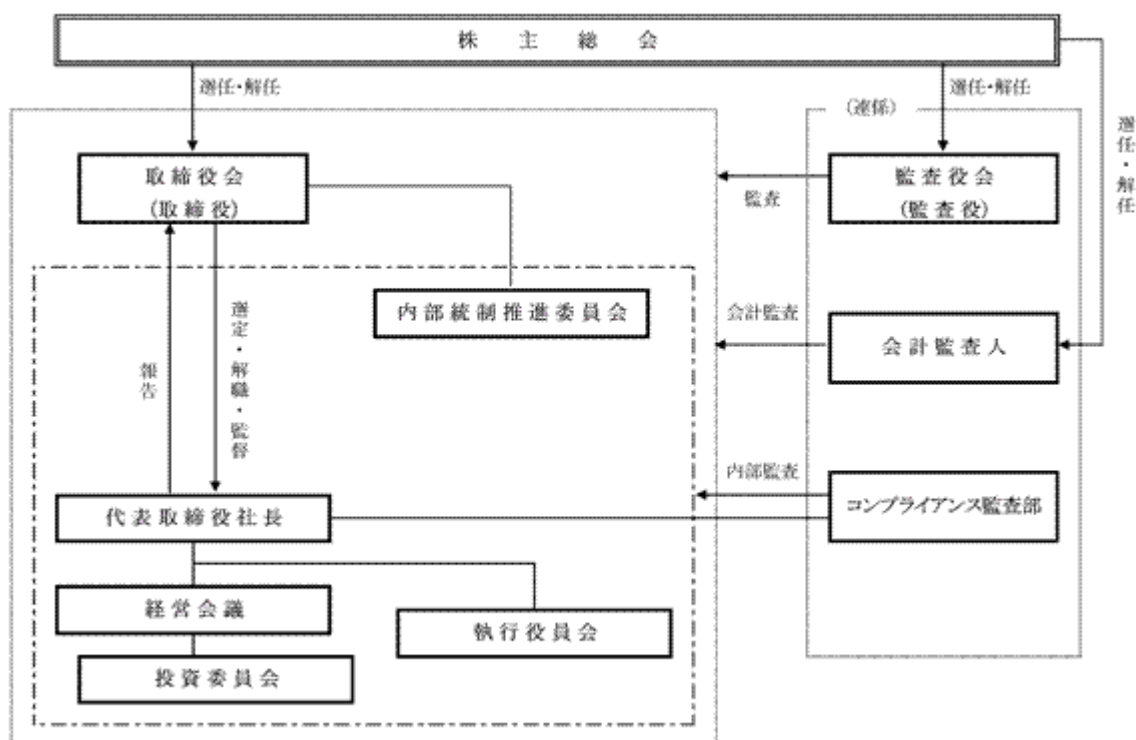 株主総会
選任・解任
選任・解任
選任・解任
(連係)
取締役会
(取締役)
監査役会
(監査役)
監査
内部統制推進委員会
会計監査
会計監査人
選定・解職・監督
報告
内部監査
コンプライアンス監査部
代表取締役社長
経営会議
執行役員会
投資委員会